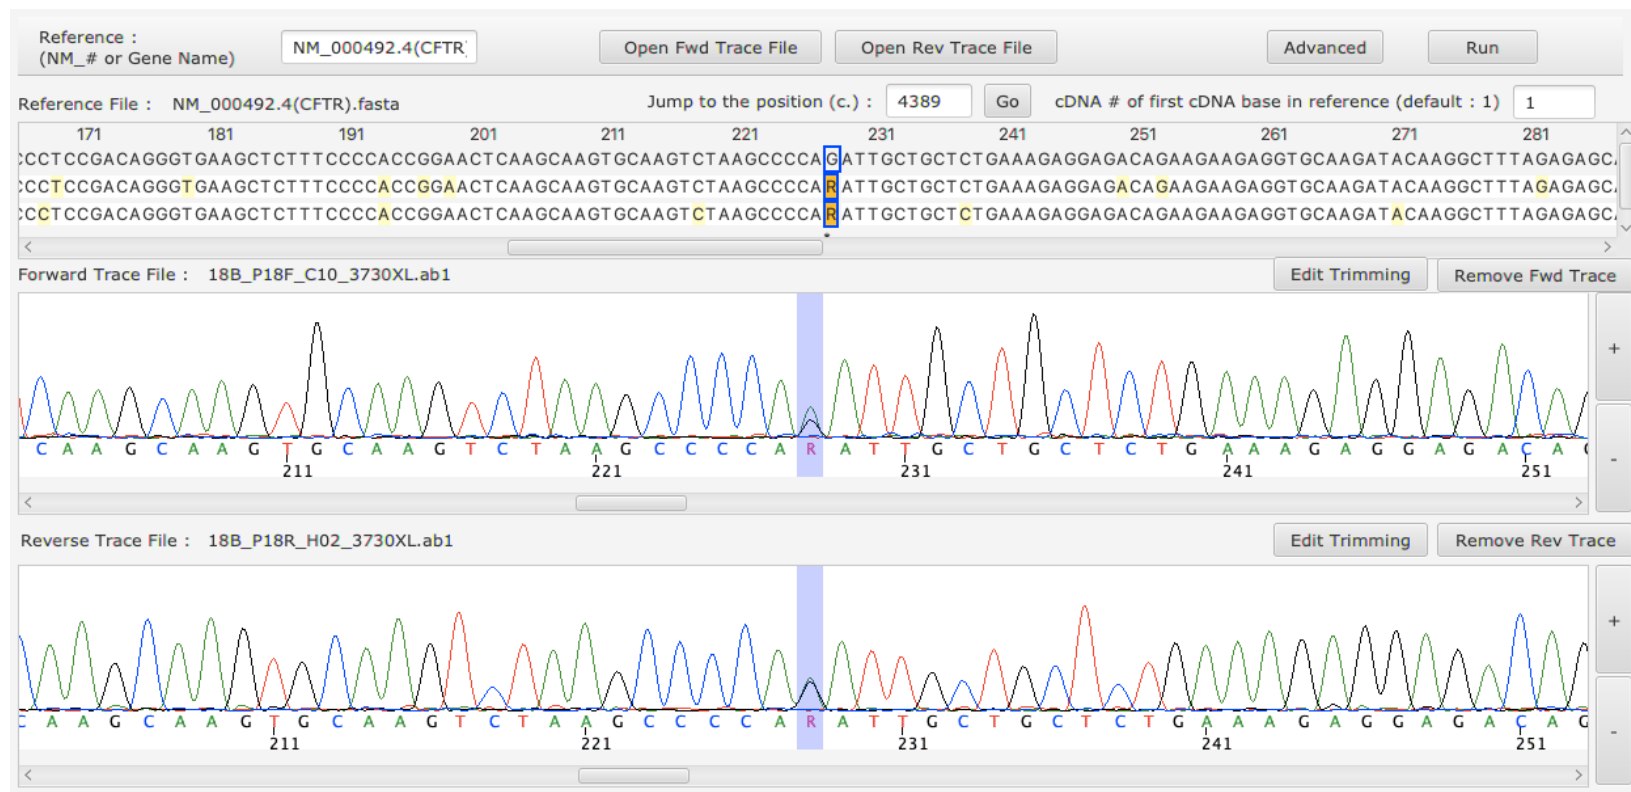 Reference :
(NM_# or Gene Name)
NM_000492.4(CFTR)
Open Fwd Trace File
Open Rev Trace File
Advanced
Run
Reference File : NM_000492.4(CFTR).fasta
Jump to the position (c.) : 4389
Go
cDNA # of first cDNA base in reference (default : 1) 1
171 181 191 201 211 221 231 241 251 261 271 281
CCCTCCGACAGGGTGAAGCTCTTTCCCCACCGGAACTCAAGCAAGTGCAAGTCTAAGCCCCAGATTGCTGCTCTGAAAGAGGAGACAGAAGAAGAGGTGCAAGATACAAGGCTTTAGAGAGC
CCCTCCGACAGGGTGAAGCTCTTTCCCCACCGGAACTCAAGCAAGTGCAAGTCTAAGCCCCARATTGCTGCTCTGAAAGAGGAGACAGAAGAAGAGGTGCAAGATACAAGGCTTTAGAGAGC
CCCTCCGACAGGGTGAAGCTCTTTCCCCACCGGAACTCAAGCAAGTGCAAGTCTAAGCCCCARATTGCTGCTCTGAAAGAGGAGACAGAAGAAGAGGTGCAAGATACAAGGCTTTAGAGAGC
*
Forward Trace File : 18B_P18F_C10_3730XL.ab1
Edit Trimming
Remove Fwd Trace
+
-
C A A G C A A G T G C A A G T C T A A G C C C C A R A T T G C T G C T C T G A A A G A G G A G A C A G
211 221 231 241 251
Reverse Trace File : 18B_P18R_H02_3730XL.ab1
Edit Trimming
Remove Rev Trace
+
-
C A A G C A A G T G C A A G T C T A A G C C C C A R A T T G C T G C T C T G A A A G A G G A G A C A G
211 221 231 241 251